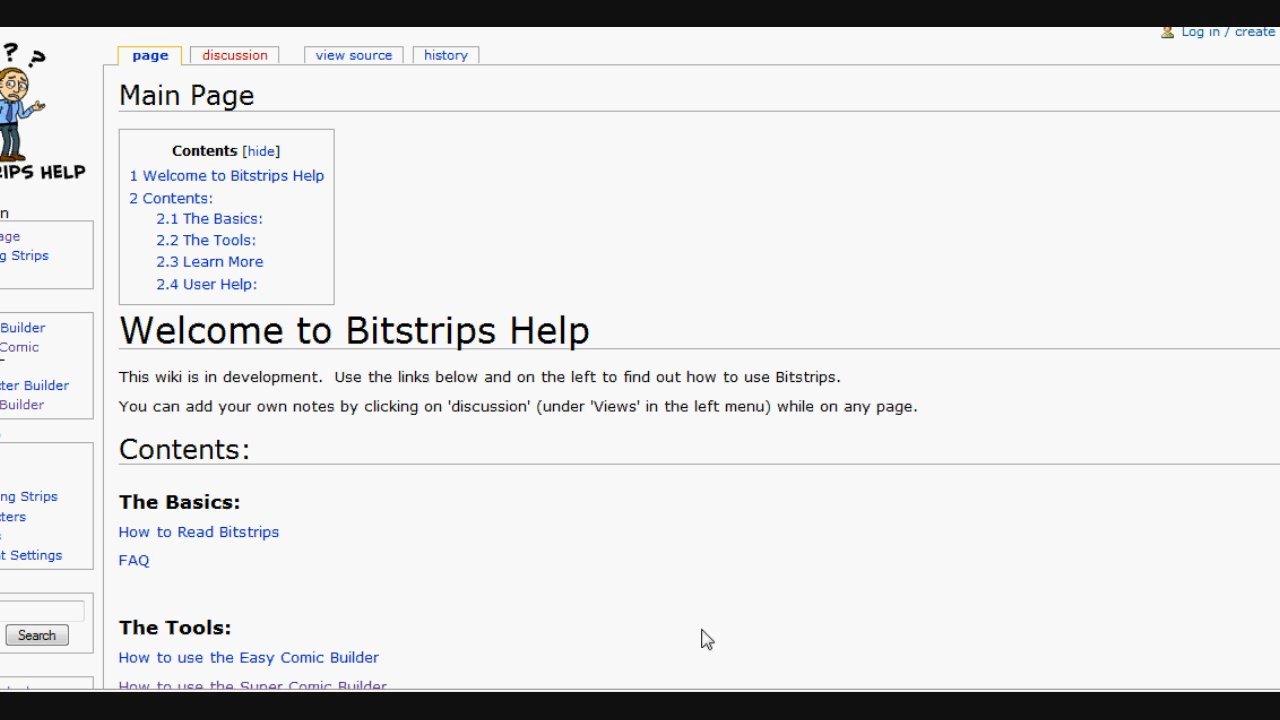 ? ?
Log in / create
page discussion view source history
Main Page
IPS HELP
Contents [hide]
1 Welcome to Bitstrips Help
2 Contents:
2.1 The Basics:
2.2 The Tools:
2.3 Learn More
2.4 User Help:
n
age
g Strips
Builder
Comic
ter Builder
Builder
ng Strips
ters
s
t Settings
Search
Welcome to Bitstrips Help
This wiki is in development. Use the links below and on the left to find out how to use Bitstrips.
You can add your own notes by clicking on 'discussion' (under 'Views' in the left menu) while on any page.
Contents:
The Basics:
How to Read Bitstrips
FAQ
The Tools:
How to use the Easy Comic Builder
How to use the Super Comic Builder